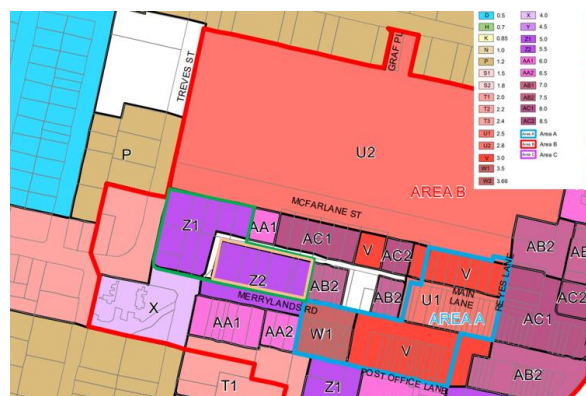 D 0.5
H 0.7
K 0.85
N 1.0
P 1.2
S1 1.5
S2 1.8
T1 2.0
T2 2.2
T3 2.4
U1 2.5
U2 2.8
V 3.0
W1 3.5
W2 3.66
X 4.0
Y 4.5
Z1 5.0
Z2 5.5
AA1 6.0
AA2 6.5
AB1 7.0
AB2 7.5
AC1 8.0
AC2 8.5
Area A Area A
Area B Area B
Area C Area C
TREVES ST
GRAF PL
P
U2
AREA B
MCFARLANE ST
Z1
AA1
AC1
V
AC2
V
AB2
AC2
Z2
AB2
AB2
U1
MAIN LANE
REYES LANE
AREA A
AC1
MERRYLANDS RD
X
AA1
AA2
W1
V
POST OFFICE LANE
AB2
T1
Z1